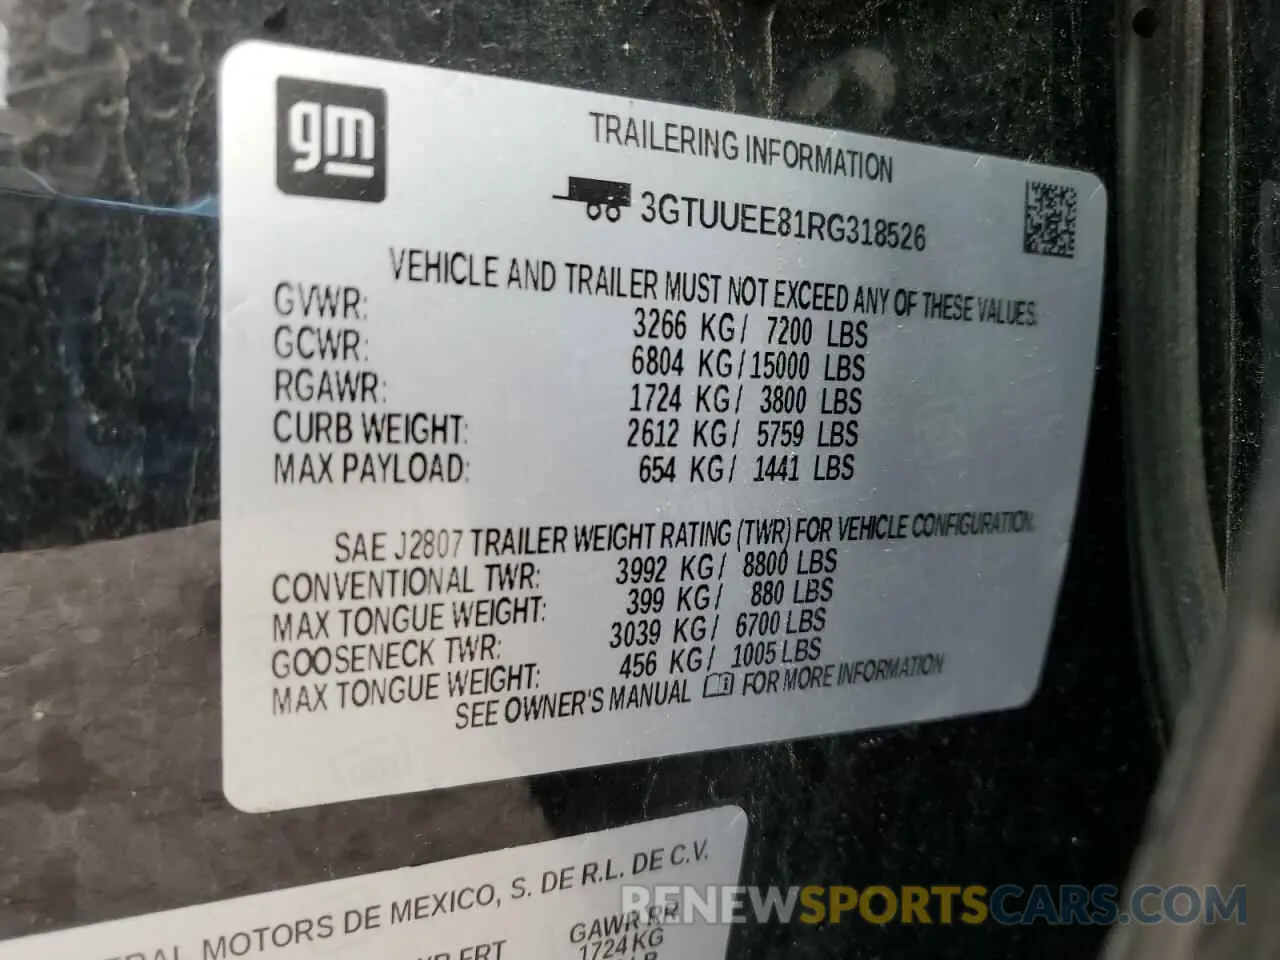 gm
TRAILERING INFORMATION
3GTUUEE81RG318526
VEHICLE AND TRAILER MUST NOT EXCEED ANY OF THESE VALUES.
GVWR: 3266 KG/ 7200 LBS
GCWR: 6804 KG/15000 LBS
RGAWR: 1724 KG/ 3800 LBS
CURB WEIGHT: 2612 KG/ 5759 LBS
MAX PAYLOAD: 654 KG/ 1441 LBS
SAE J2807 TRAILER WEIGHT RATING (TWR) FOR VEHICLE CONFIGURATION.
CONVENTIONAL TWR: 3992 KG/ 8800 LBS
MAX TONGUE WEIGHT: 399 KG/ 880 LBS
GOOSENECK TWR: 3039 KG/ 6700 LBS
MAX TONGUE WEIGHT: 456 KG/ 1005 LBS
SEE OWNER'S MANUAL FOR MORE INFORMATION
MOTORS DE MEXICO, S. DE R.L. DE C.V.
GAWR RR
FRT 1724 KG
RENEWSPORTSCARS.COM